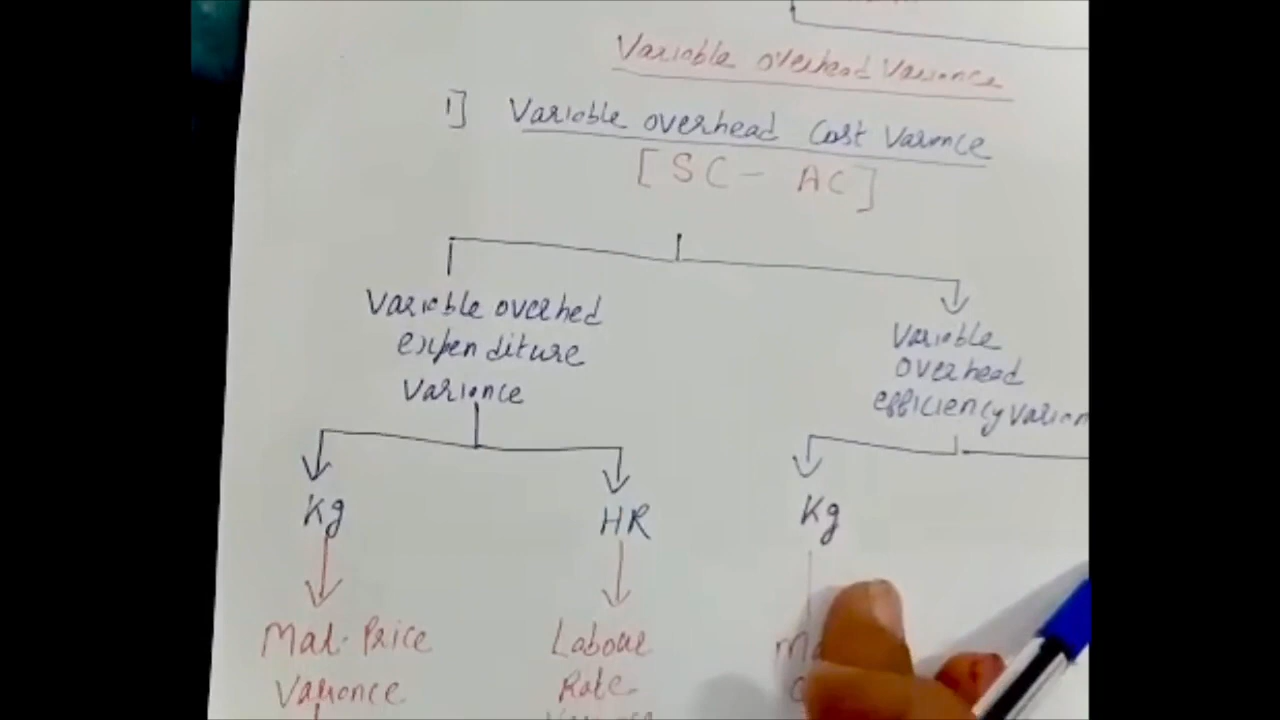 Variable overhead Variance
1] Variable overhead Cost Varance
[SC - AC]
Variable overhed
expenditure
Variance
Variable
overhead
efficiency Varian
Kg
HR
Kg
Mat. Price
Variance
Labour
Rate